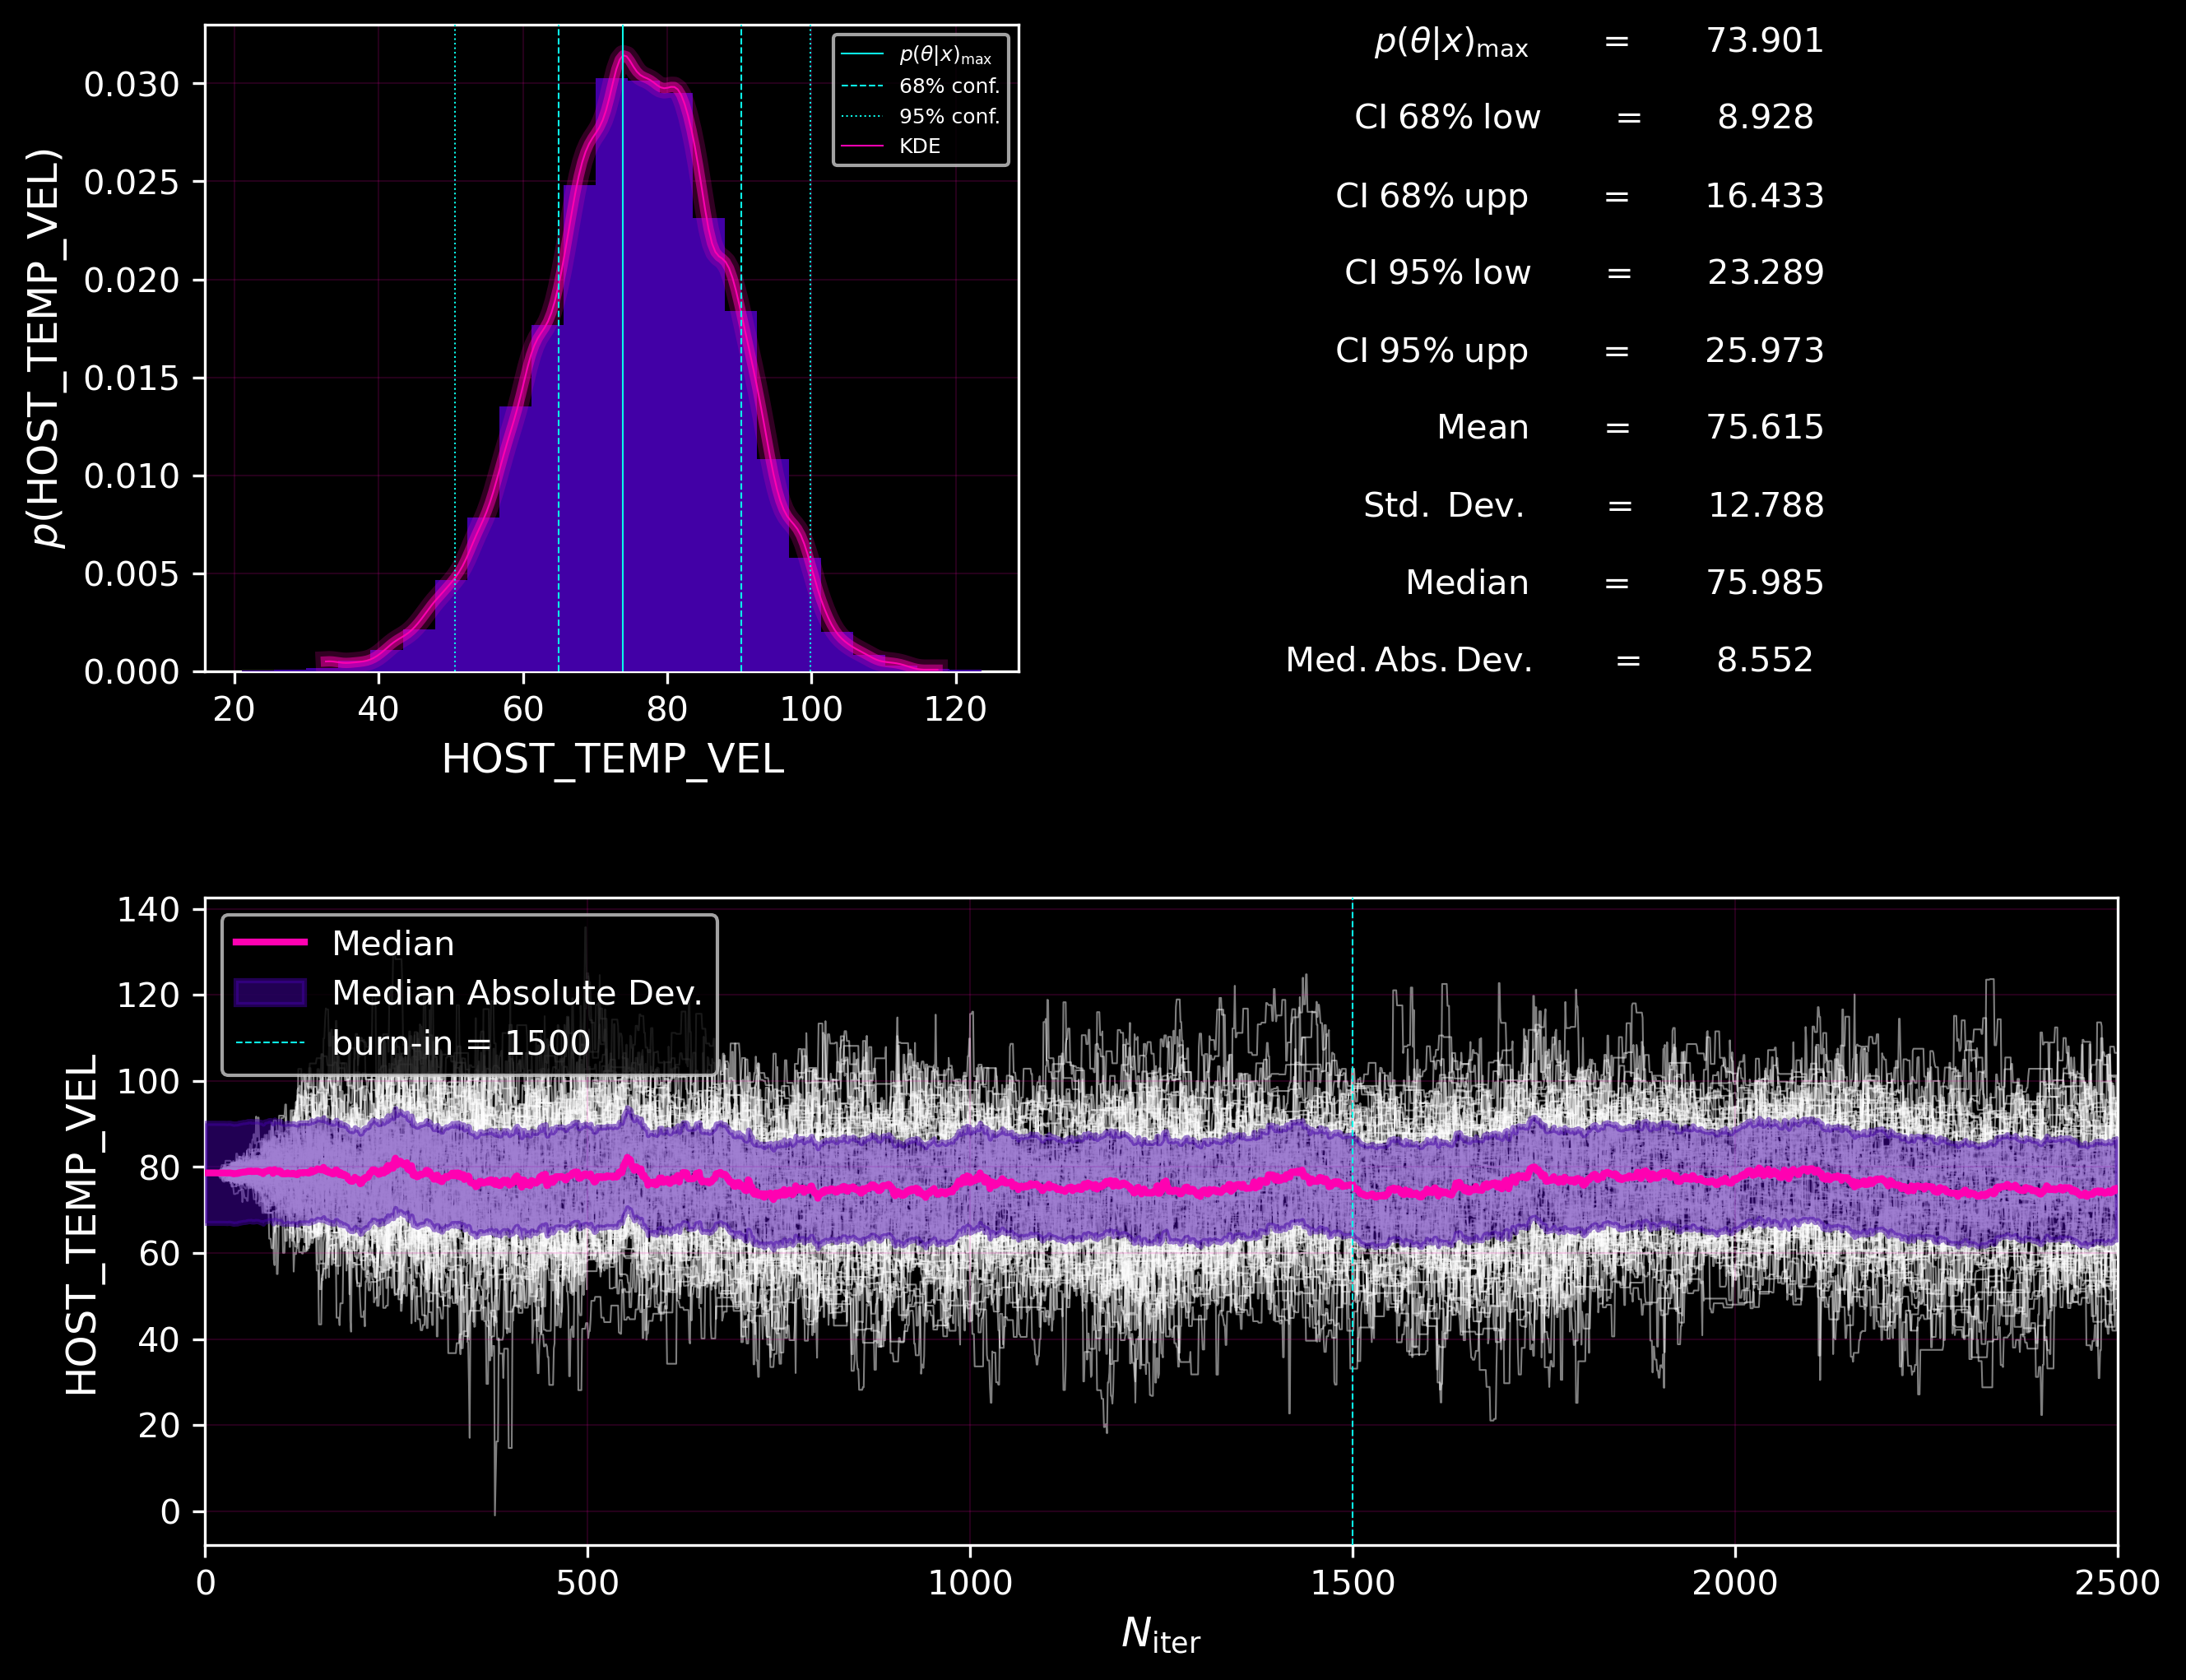 p(HOST_TEMP_VEL)
0.030
0.025
0.020
0.015
0.010
0.005
0.000
20 40 60 80 100 120
HOST_TEMP_VEL
p(θ|x)max
68% conf.
95% conf.
KDE
p(θ|x)max = 73.901
CI 68% low = 8.928
CI 68% upp = 16.433
CI 95% low = 23.289
CI 95% upp = 25.973
Mean = 75.615
Std. Dev. = 12.788
Median = 75.985
Med. Abs. Dev. = 8.552
HOST_TEMP_VEL
140
120
100
80
60
40
20
0
Median
Median Absolute Dev.
burn-in = 1500
0 500 1000 1500 2000 2500
Niter